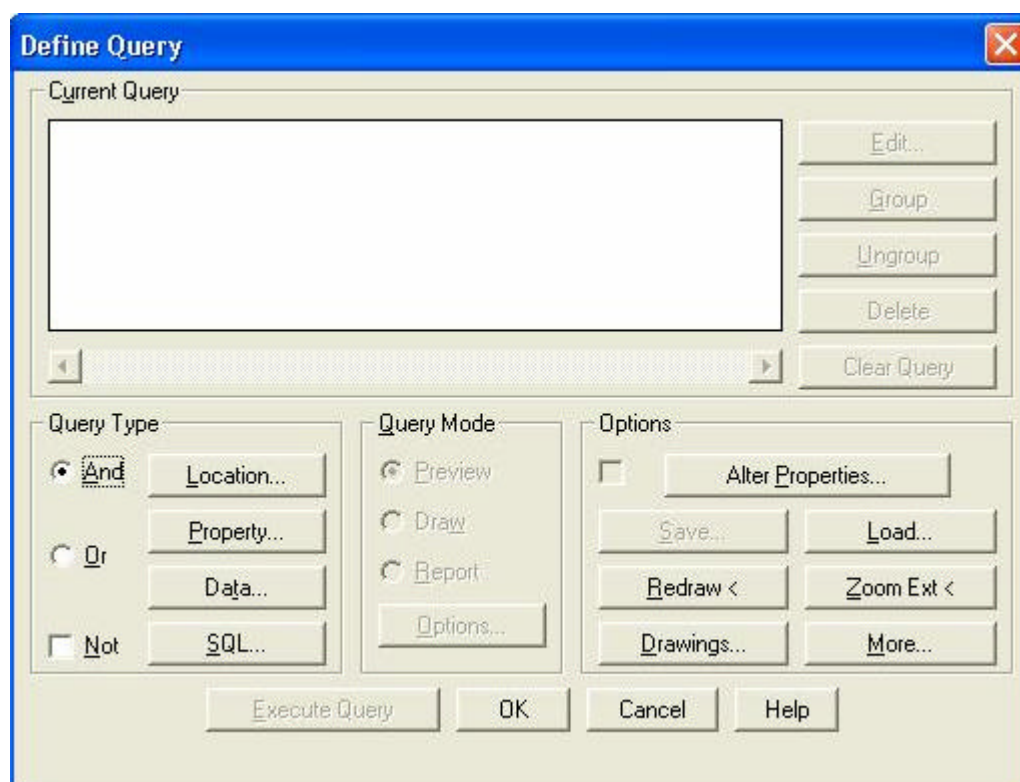 Define Query
Current Query
Edit...
Group
Ungroup
Delete
Clear Query
Query Type
And
Location...
Property...
Or
Data...
Not
SQL...
Query Mode
Preview
Draw
Report
Options...
Options
Alter Properties...
Save...
Load...
Redraw <
Zoom Ext <
Drawings...
More...
Execute Query
OK
Cancel
Help